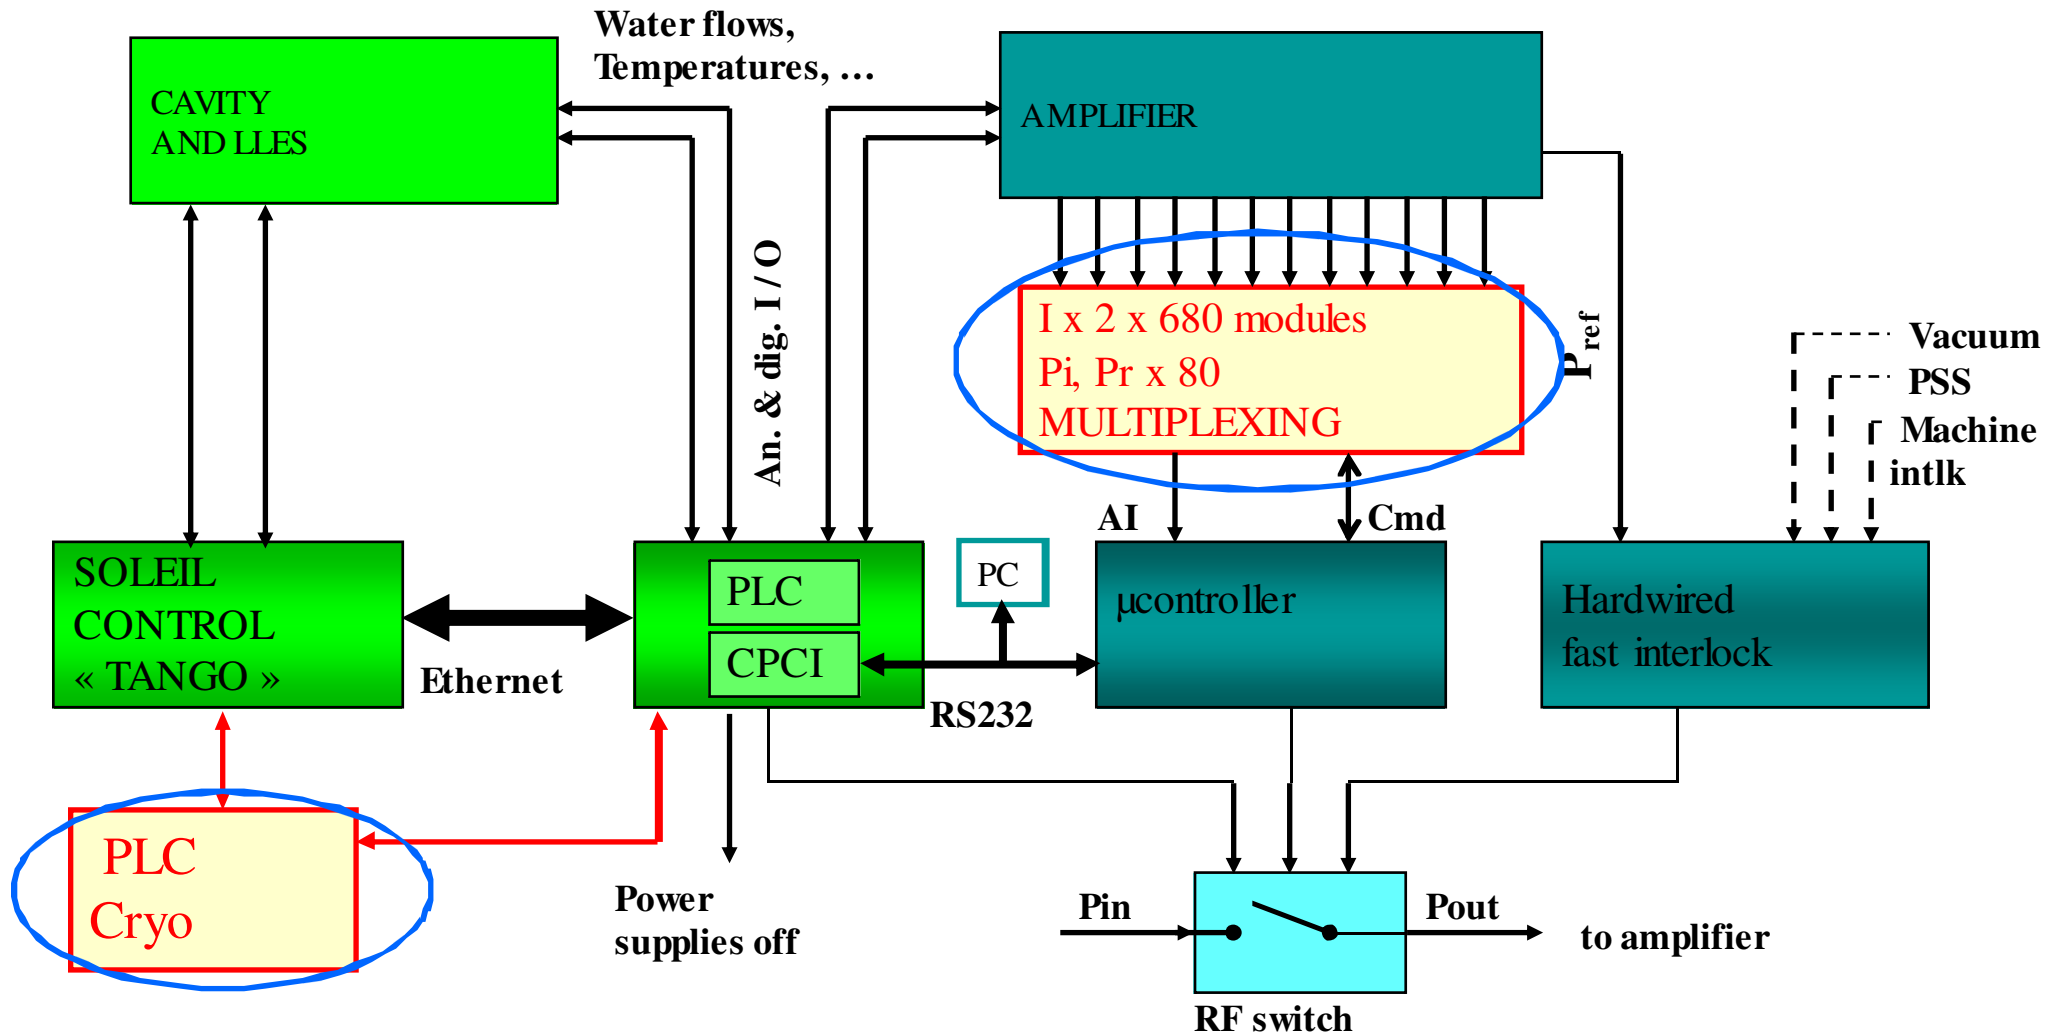 Water flows,
Temperatures, …
CAVITY
AND LLES
AMPLIFIER
An. & dig. I / O
I x 2 x 680 modules
Pi, Pr x 80
MULTIPLEXING
Pref
Vacuum
PSS
Machine
intlk
AI
Cmd
SOLEIL
CONTROL
« TANGO »
Ethernet
PLC
CPCI
PC
RS232
µcontroller
Hardwired
fast interlock
PLC
Cryo
Power
supplies off
Pin
Pout
to amplifier
RF switch